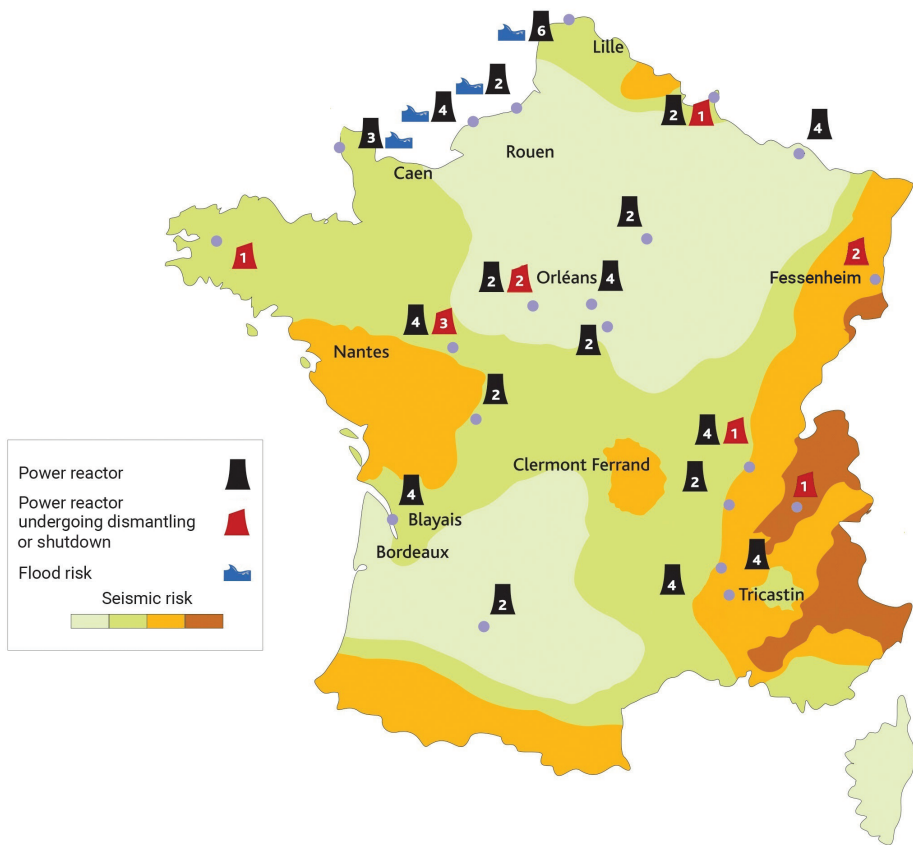 6
Lille
2
4
2
1
4
3
Rouen
Caen
2
1
2
2
2
Orléans
4
Fessenheim
4
3
2
Nantes
2
4
1
Clermont Ferrand
2
1
Power reactor
4
Power reactor
undergoing dismantling
or shutdown
Blayais
Bordeaux
4
Flood risk
4
Tricastin
Seismic risk
2